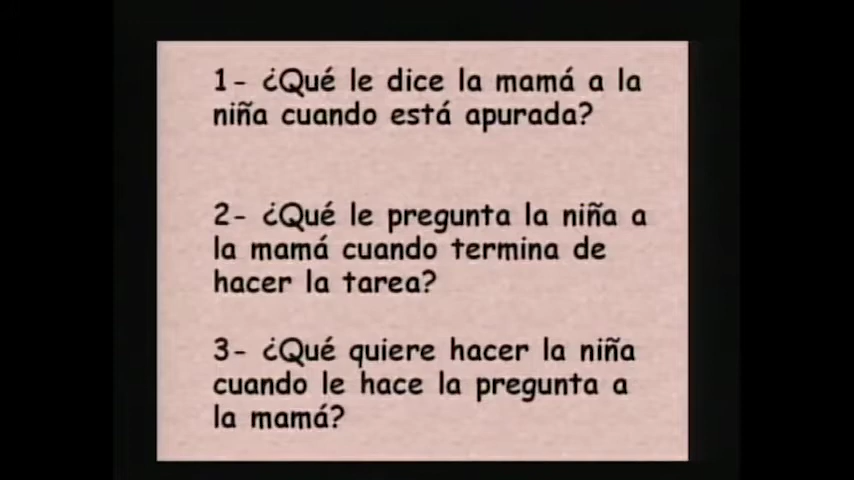 1- ¿Qué le dice la mamá a la
niña cuando está apurada?
2- ¿Qué le pregunta la niña a
la mamá cuando termina de
hacer la tarea?
3- ¿Qué quiere hacer la niña
cuando le hace la pregunta a
la mamá?